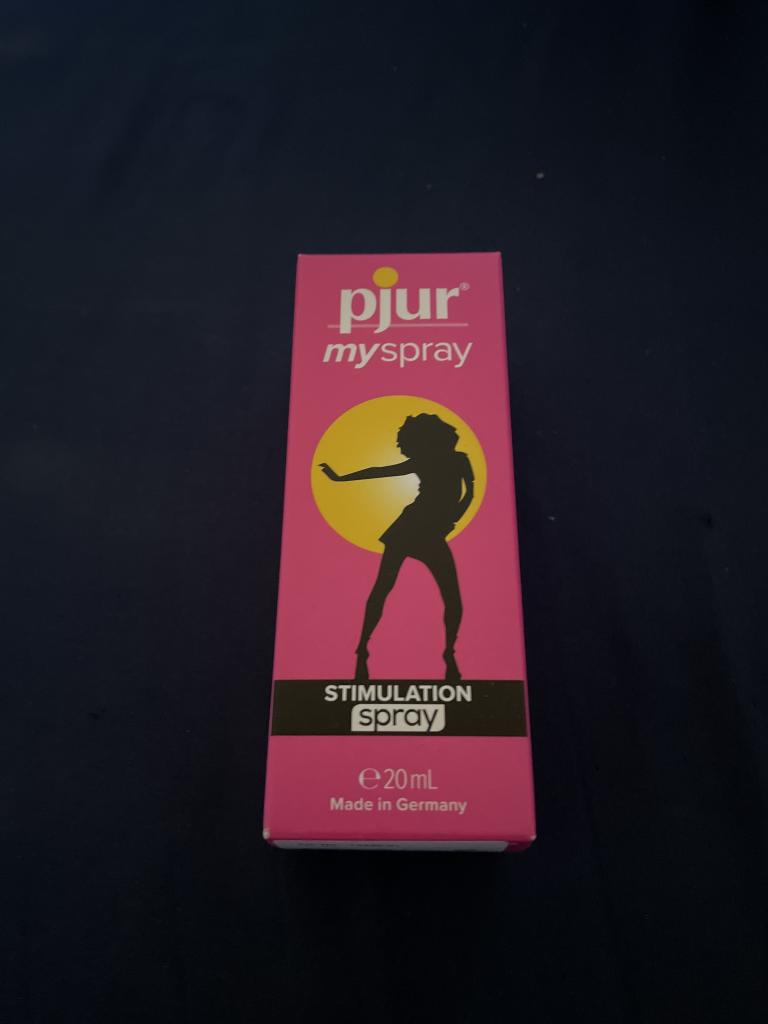 pjur®
myspray
STIMULATION
spray
℮20mL
Made in Germany